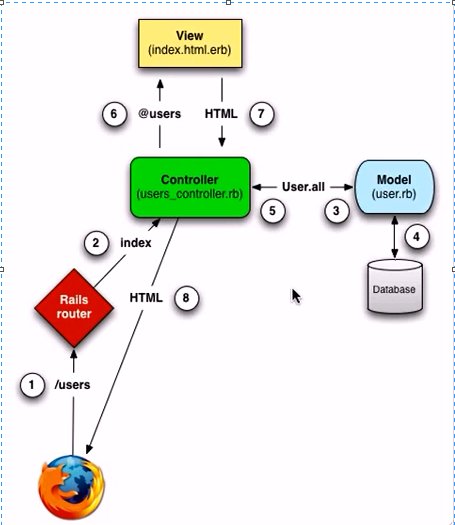 View
(index.html.erb)
6
@users
HTML
7
Controller
(users_controller.rb)
User.all
Model
(user.rb)
5
3
2
index
4
Rails
router
HTML
8
Database
1
/users